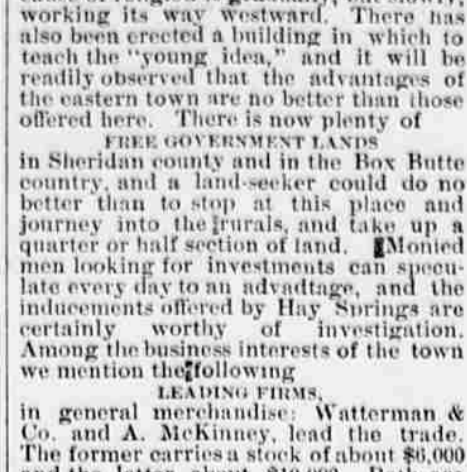 working its way westward. There has
also been erected a building in which to
teach the "young idea," and it will be
readily observed that the advantages of
the eastern town are no better than those
offered here. There is now plenty of
FREE GOVERNMENT LANDS
in Sheridan county and in the Box Butte
country, and a land-seeker could do no
better than to stop at this place and
journey into the rurals, and take up a
quarter or half section of land. Monied
men looking for investments can specu-
late every day to an advadtage, and the
inducements offered by Hay Springs are
certainly worthy of investigation.
Among the business interests of the town
we mention the following
LEADING FIRMS,
in general merchandise: Watterman &
Co. and A. McKinney, lead the trade.
The former carries a stock of about $6,000